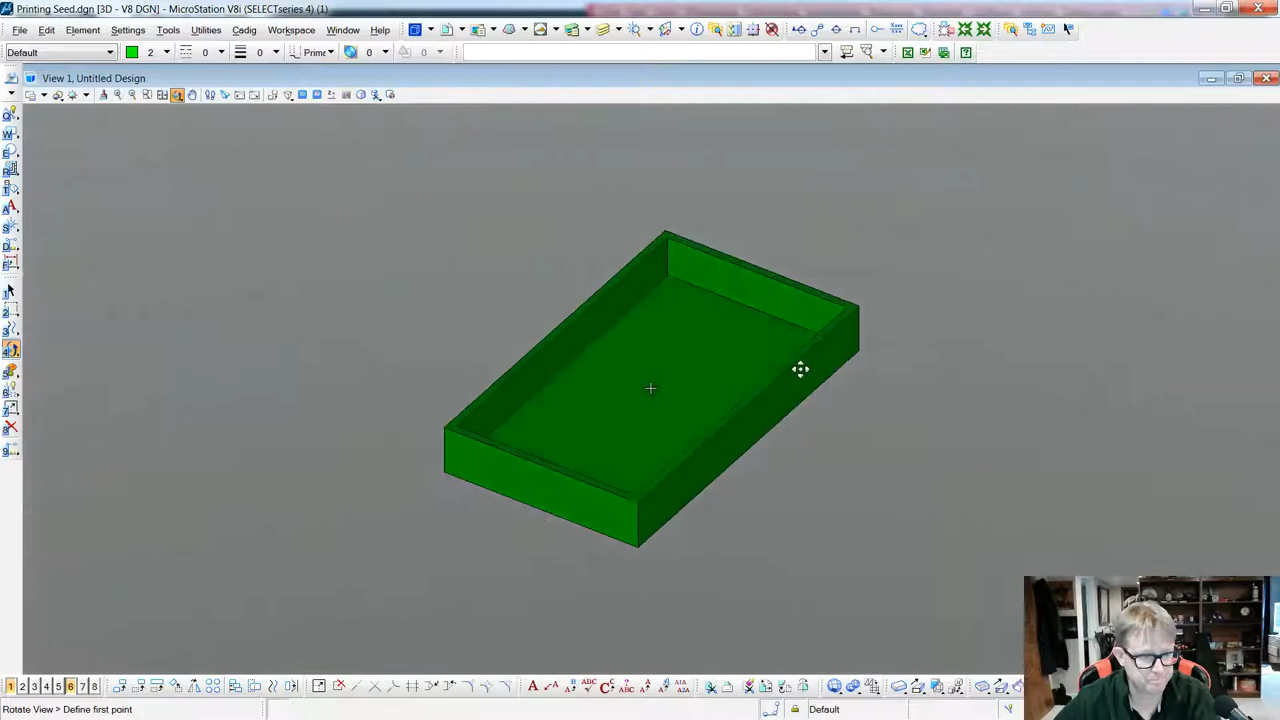 Printing Seed.dgn [3D - V8 DGN] - MicroStation V8i (SELECTseries 4) (1)
File Edit Element Settings Tools Utilities Cadig Workspace Window Help
Default 2 0 0 Prime 0 0
View 1, Untitled Design
1 2 3 4 5 6 7 8
Rotate View > Define first point
Default